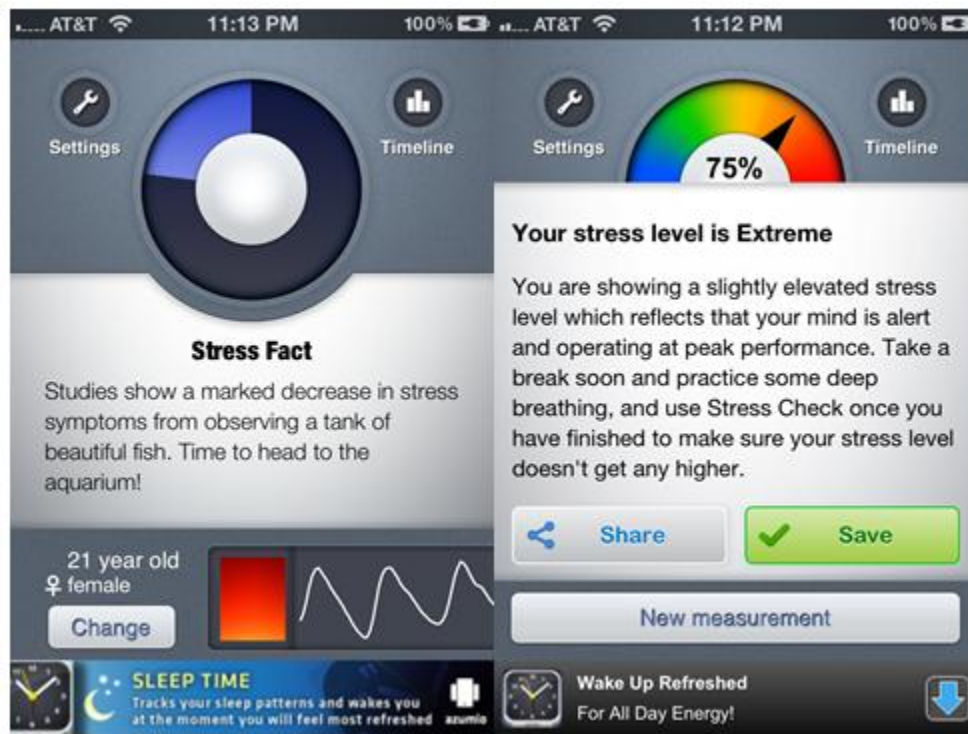 AT&T 11:13 PM 100%
Settings
Timeline
Stress Fact
Studies show a marked decrease in stress
symptoms from observing a tank of
beautiful fish. Time to head to the
aquarium!
21 year old
female
Change
SLEEP TIME
Tracks your sleep patterns and wakes you
at the moment you will feel most refreshed
azumio
AT&T 11:12 PM 100%
Settings
Timeline
75%
Your stress level is Extreme
You are showing a slightly elevated stress
level which reflects that your mind is alert
and operating at peak performance. Take a
break soon and practice some deep
breathing, and use Stress Check once you
have finished to make sure your stress level
doesn't get any higher.
Share
Save
New measurement
Wake Up Refreshed
For All Day Energy!